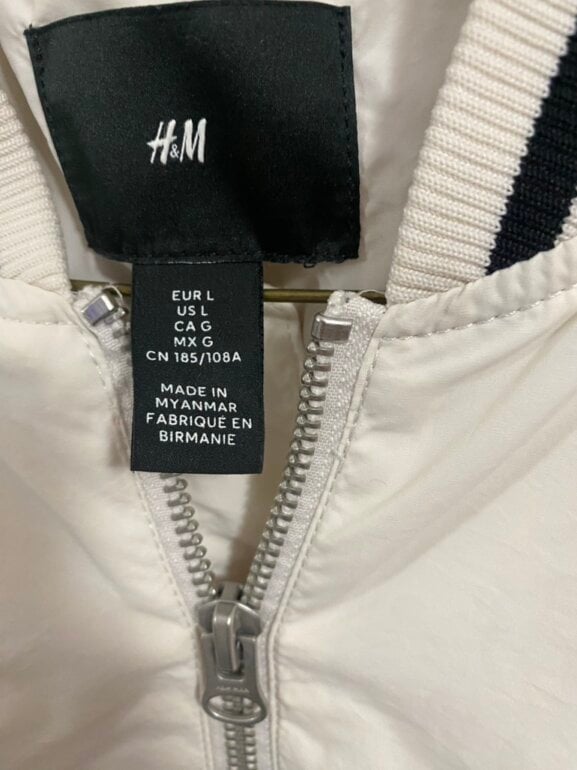 H&M
EUR L
US L
CA G
MX G
CN 185/108A
MADE IN
MYANMAR
FABRIQUÉ EN
BIRMANIE